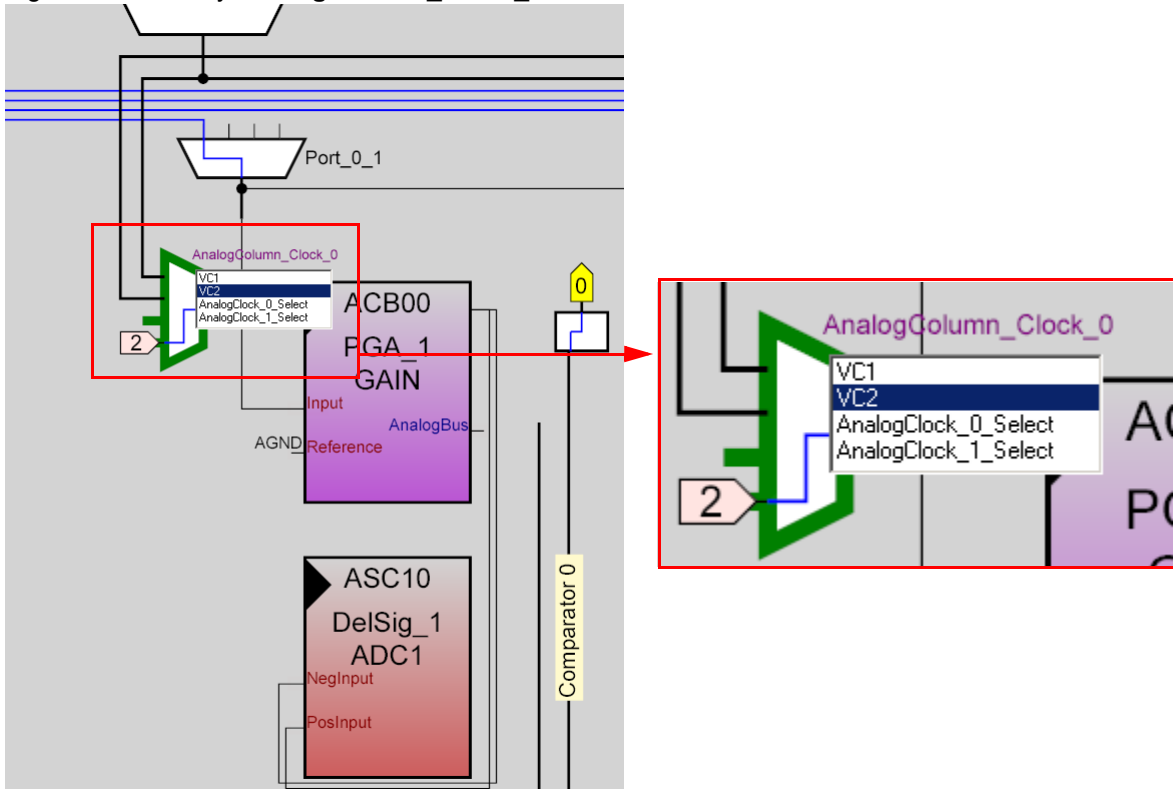 Port_0_1
AnalogColumn_Clock_0
VC1
VC2
AnalogClock_0_Select
AnalogClock_1_Select
2
ACB00
PGA_1
GAIN
Input
AnalogBus
AGND
Reference
0
Comparator 0
ASC10
DelSig_1
ADC1
NegInput
PosInput
AnalogColumn_Clock_0
VC1
VC2
AnalogClock_0_Select
AnalogClock_1_Select
2